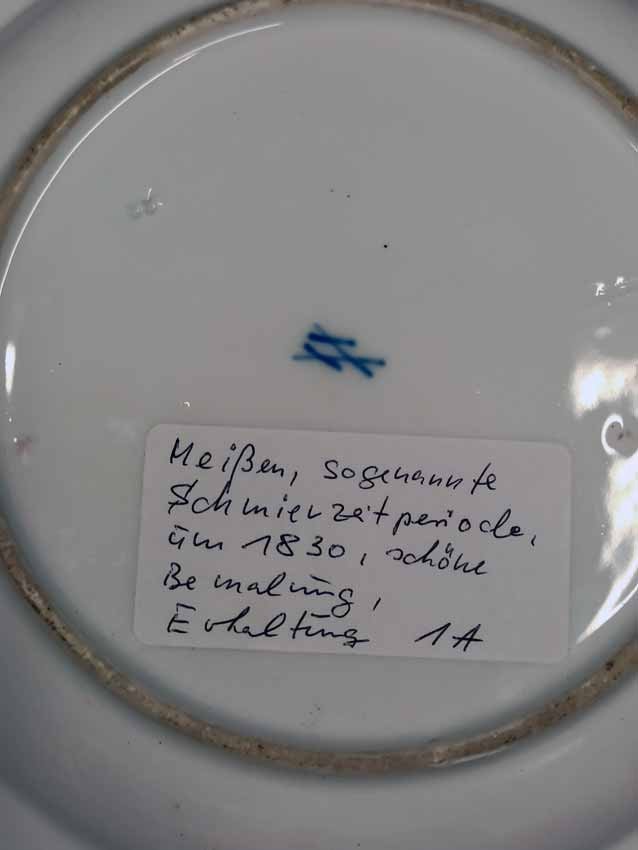 Meißen, sogenannte
Schmierzeitperiode,
um 1830, schöne
Bemalung,
Erhaltung 1A